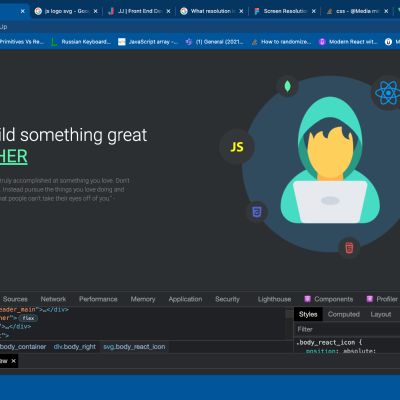 js logo svg - Goo
JJ | Front End De
What resolution is
Screen Resolution
css - @Media min
Up
Primitives Vs Re...
Russian Keyboard...
JavaScript array -...
(1) General (2021...
How to randomize...
Modern React wit...
M
ild something great
HER
truly accomplished at something you love. Don't
. Instead pursue the things you love doing and
hat people can't take their eyes off of you."
JS
Sources Network Performance Memory Application Security Lighthouse Components Profiler
eader_main">…</div>
ner"> flex
">…</div>
">
body_container div.body_right svg.body_react_icon
Styles Computed Layout
Filter
.body_react_icon {
position: absolute;
ew ×